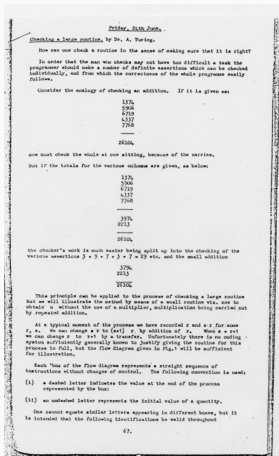 Friday, 24th June.
Checking a large routine. by Dr. A. Turing.
How can one check a routine in the sense of making sure that it is right?
In order that the man who checks may not have too difficult a task the
programmer should make a number of definite assertions which can be checked
individually, and from which the correctness of the whole programme easily
follows.
Consider the analogy of checking an addition. If it is given as:
1374
5906
6719
4337
7768
26104
one must check the whole at one sitting, because of the carries.
But if the totals for the various columns are given, as below:
1374
5906
6719
4337
7768
3974
2213
26104
the checker's work is much easier being split up into the checking of the
various assertions 3 + 9 + 7 + 3 + 7 = 29 etc. and the small addition
3794
2213
26104
This principle can be applied to the process of checking a large routine
but we will illustrate the method by means of a small routine viz. one to
obtain n without the use of a multiplier, multiplication being carried out
by repeated addition.
At a typical moment of the process we have recorded r and s r for some
r, s. We can change s r to (s+1) r by addition of r. When s = r+1
we can change r to r+1 by a transfer. Unfortunately there is no coding
system sufficiently generally known to justify giving the routine for this
process in full, but the flow diagram given in Fig.1 will be sufficient
for illustration.
Each 'box' of the flow diagram represents a straight sequence of
instructions without changes of control. The following convention is used:
(i) a dashed letter indicates the value at the end of the process
represented by the box:
(ii) an undashed letter represents the initial value of a quantity.
One cannot equate similar letters appearing in different boxes, but it
is intended that the following identifications be valid throughout
67.